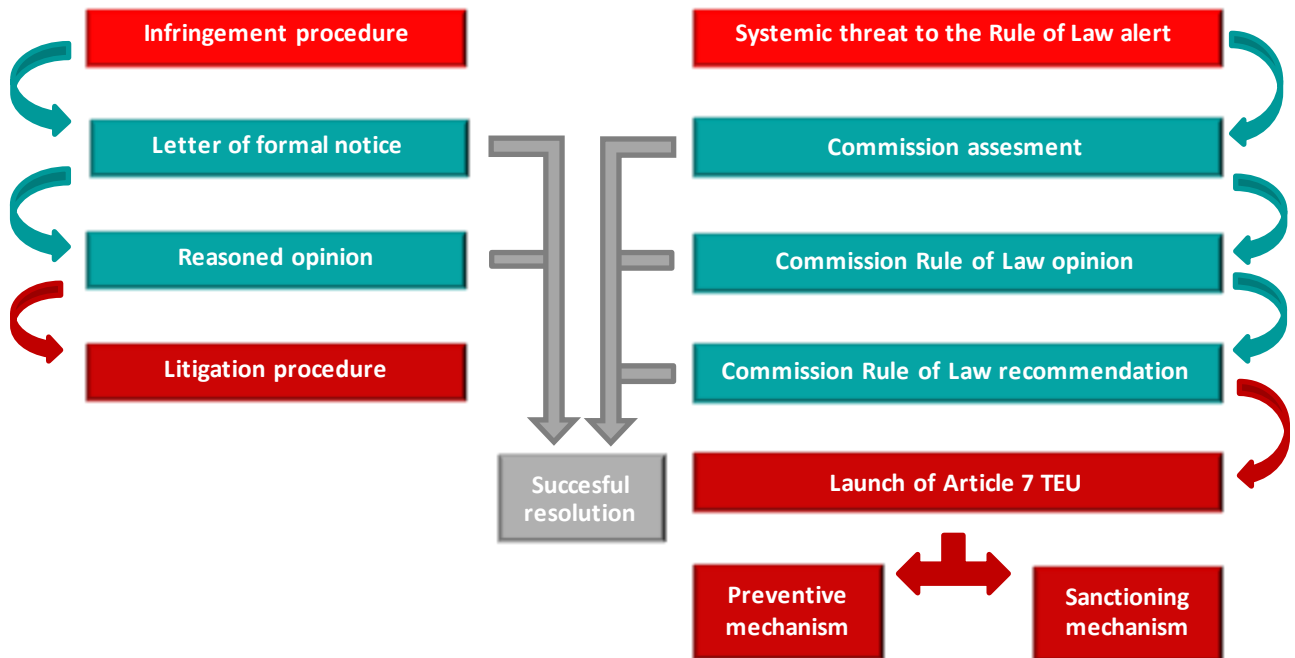 Infringement procedure
Letter of formal notice
Reasoned opinion
Litigation procedure
Succesful
resolution
Systemic threat to the Rule of Law alert
Commission assesment
Commission Rule of Law opinion
Commission Rule of Law recommendation
Launch of Article 7 TEU
Preventive
mechanism
Sanctioning
mechanism